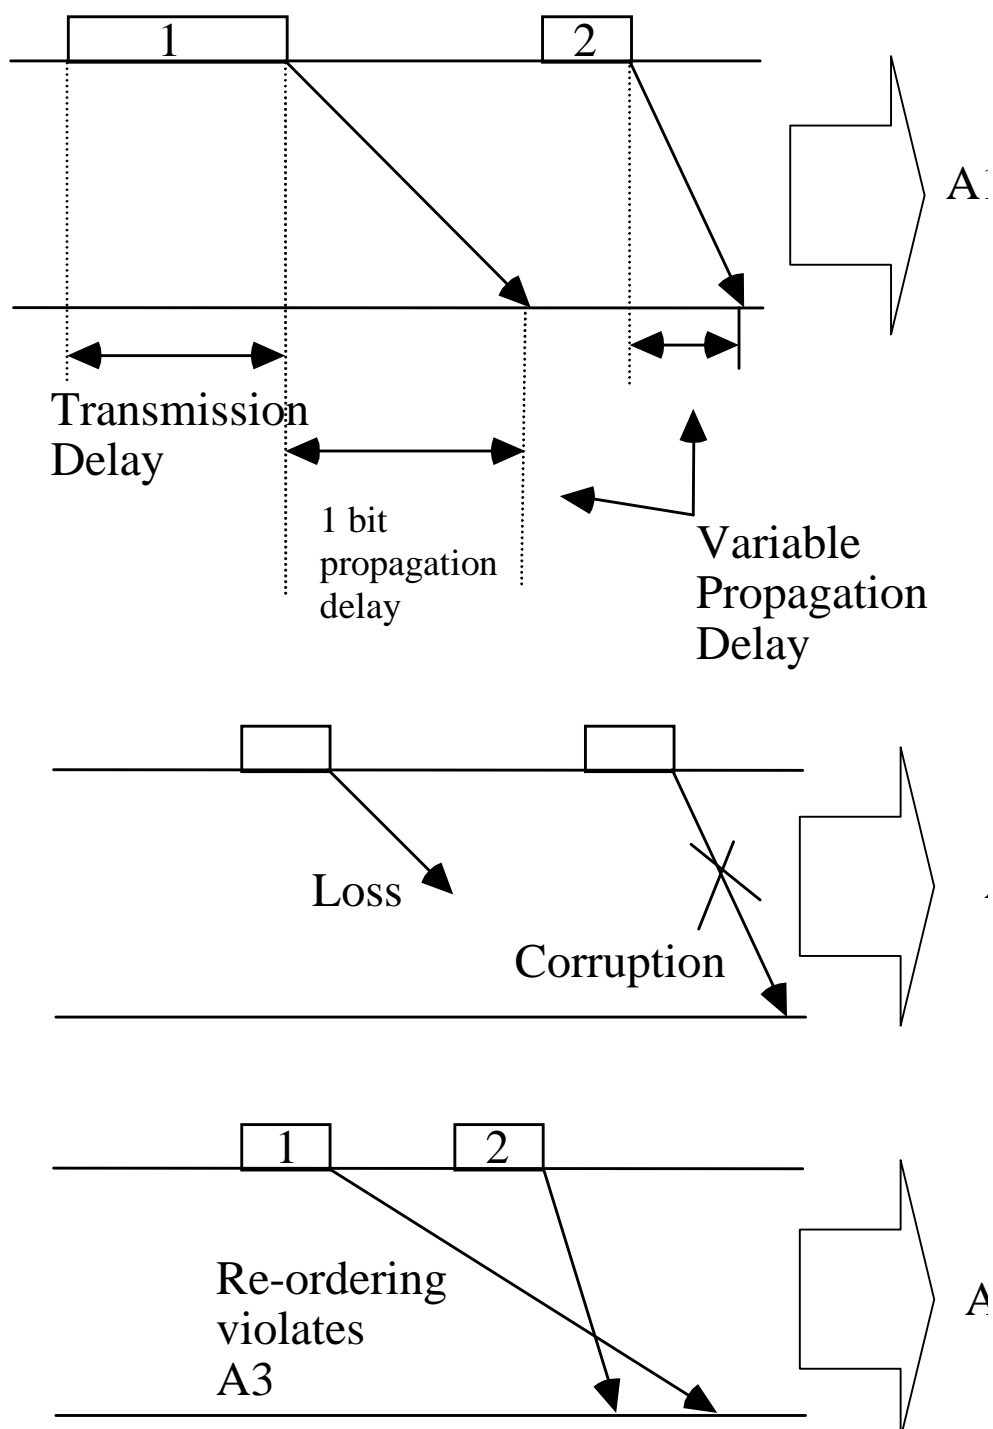 1
2
A1
Transmission
Delay
1 bit
propagation
delay
Variable
Propagation
Delay
Loss
Corruption
1
2
Re-ordering
violates
A3
A